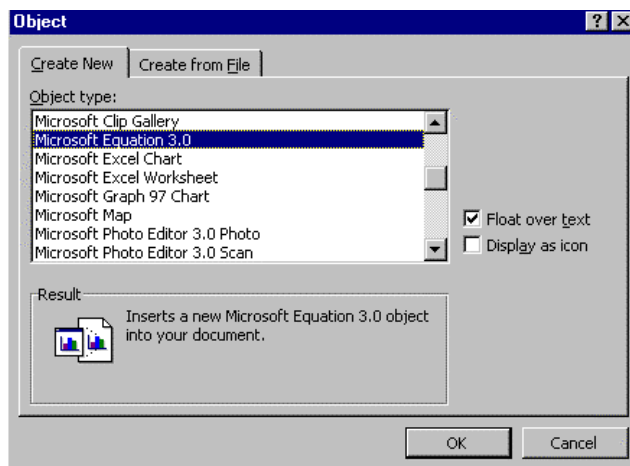 Object
Create New
Create from File
Object type:
Microsoft Clip Gallery
Microsoft Equation 3.0
Microsoft Excel Chart
Microsoft Excel Worksheet
Microsoft Graph 97 Chart
Microsoft Map
Microsoft Photo Editor 3.0 Photo
Microsoft Photo Editor 3.0 Scan
Float over text
Display as icon
Result
Inserts a new Microsoft Equation 3.0 object
into your document.
OK
Cancel